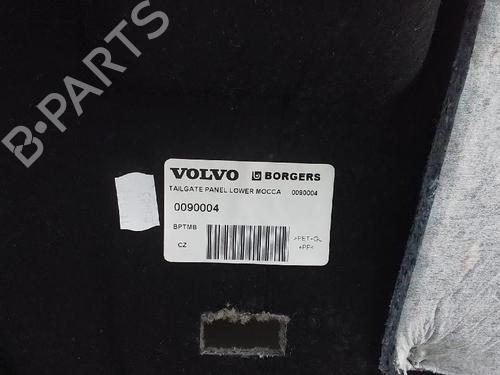 B-PARTS
VOLVO BORGERS
TAILGATE PANEL LOWER MOCCA 0090004
0090004
BPTMB
CZ
>PET+GL
+PP<